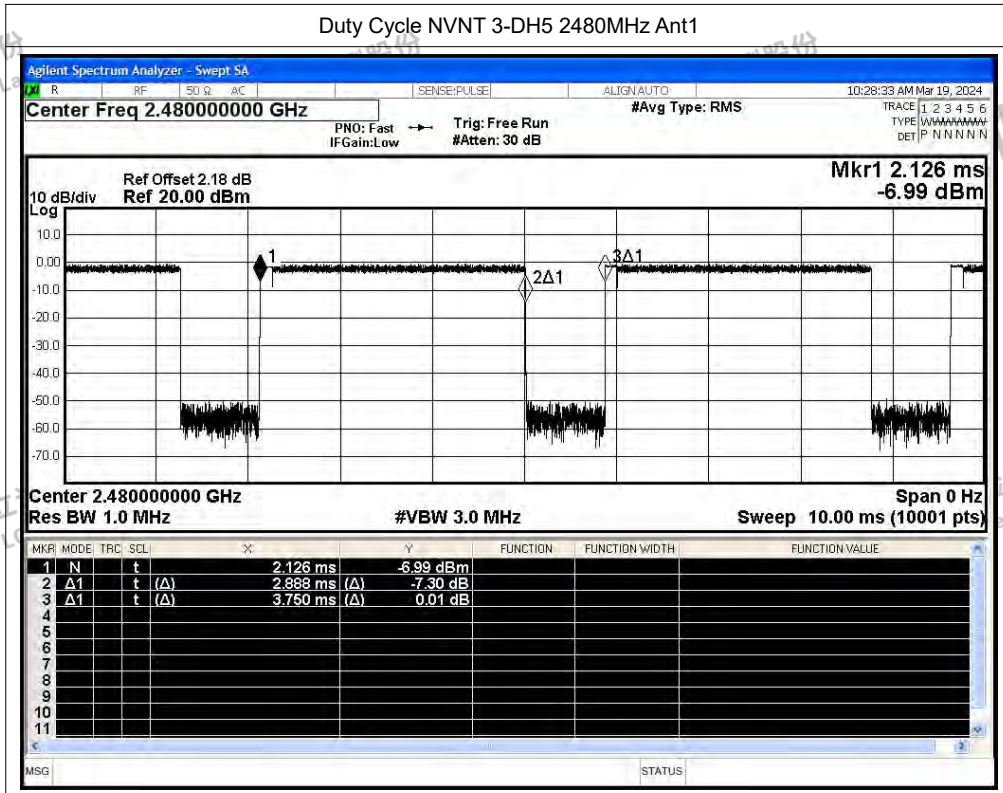 Duty Cycle NVNT 3-DH5 2480MHz Ant1
Agilent Spectrum Analyzer - Swept SA
R RF 50 Ω AC SENSE:PULSE ALIGN AUTO 10:28:33 AM Mar 19, 2024
Center Freq 2.480000000 GHz #Avg Type: RMS TRACE 1 2 3 4 5 6
PNO: Fast Trig: Free Run TYPE
IFGain:Low #Atten: 30 dB DET P N N N N N
Mkr1 2.126 ms
Ref Offset 2.18 dB
10 dB/div Ref 20.00 dBm -6.99 dBm
Log
10.0
0.00
-10.0
-20.0
-30.0
-40.0
-50.0
-60.0
-70.0
1
2Δ1
3Δ1
Center 2.480000000 GHz Span 0 Hz
Res BW 1.0 MHz #VBW 3.0 MHz Sweep 10.00 ms (10001 pts)
MKR MODE TRC SCL X Y FUNCTION FUNCTION WIDTH FUNCTION VALUE
1 N t 2.126 ms -6.99 dBm
2 Δ1 t (Δ) 2.888 ms (Δ) -7.30 dB
3 Δ1 t (Δ) 3.750 ms (Δ) 0.01 dB
4
5
6
7
8
9
10
11
MSG STATUS